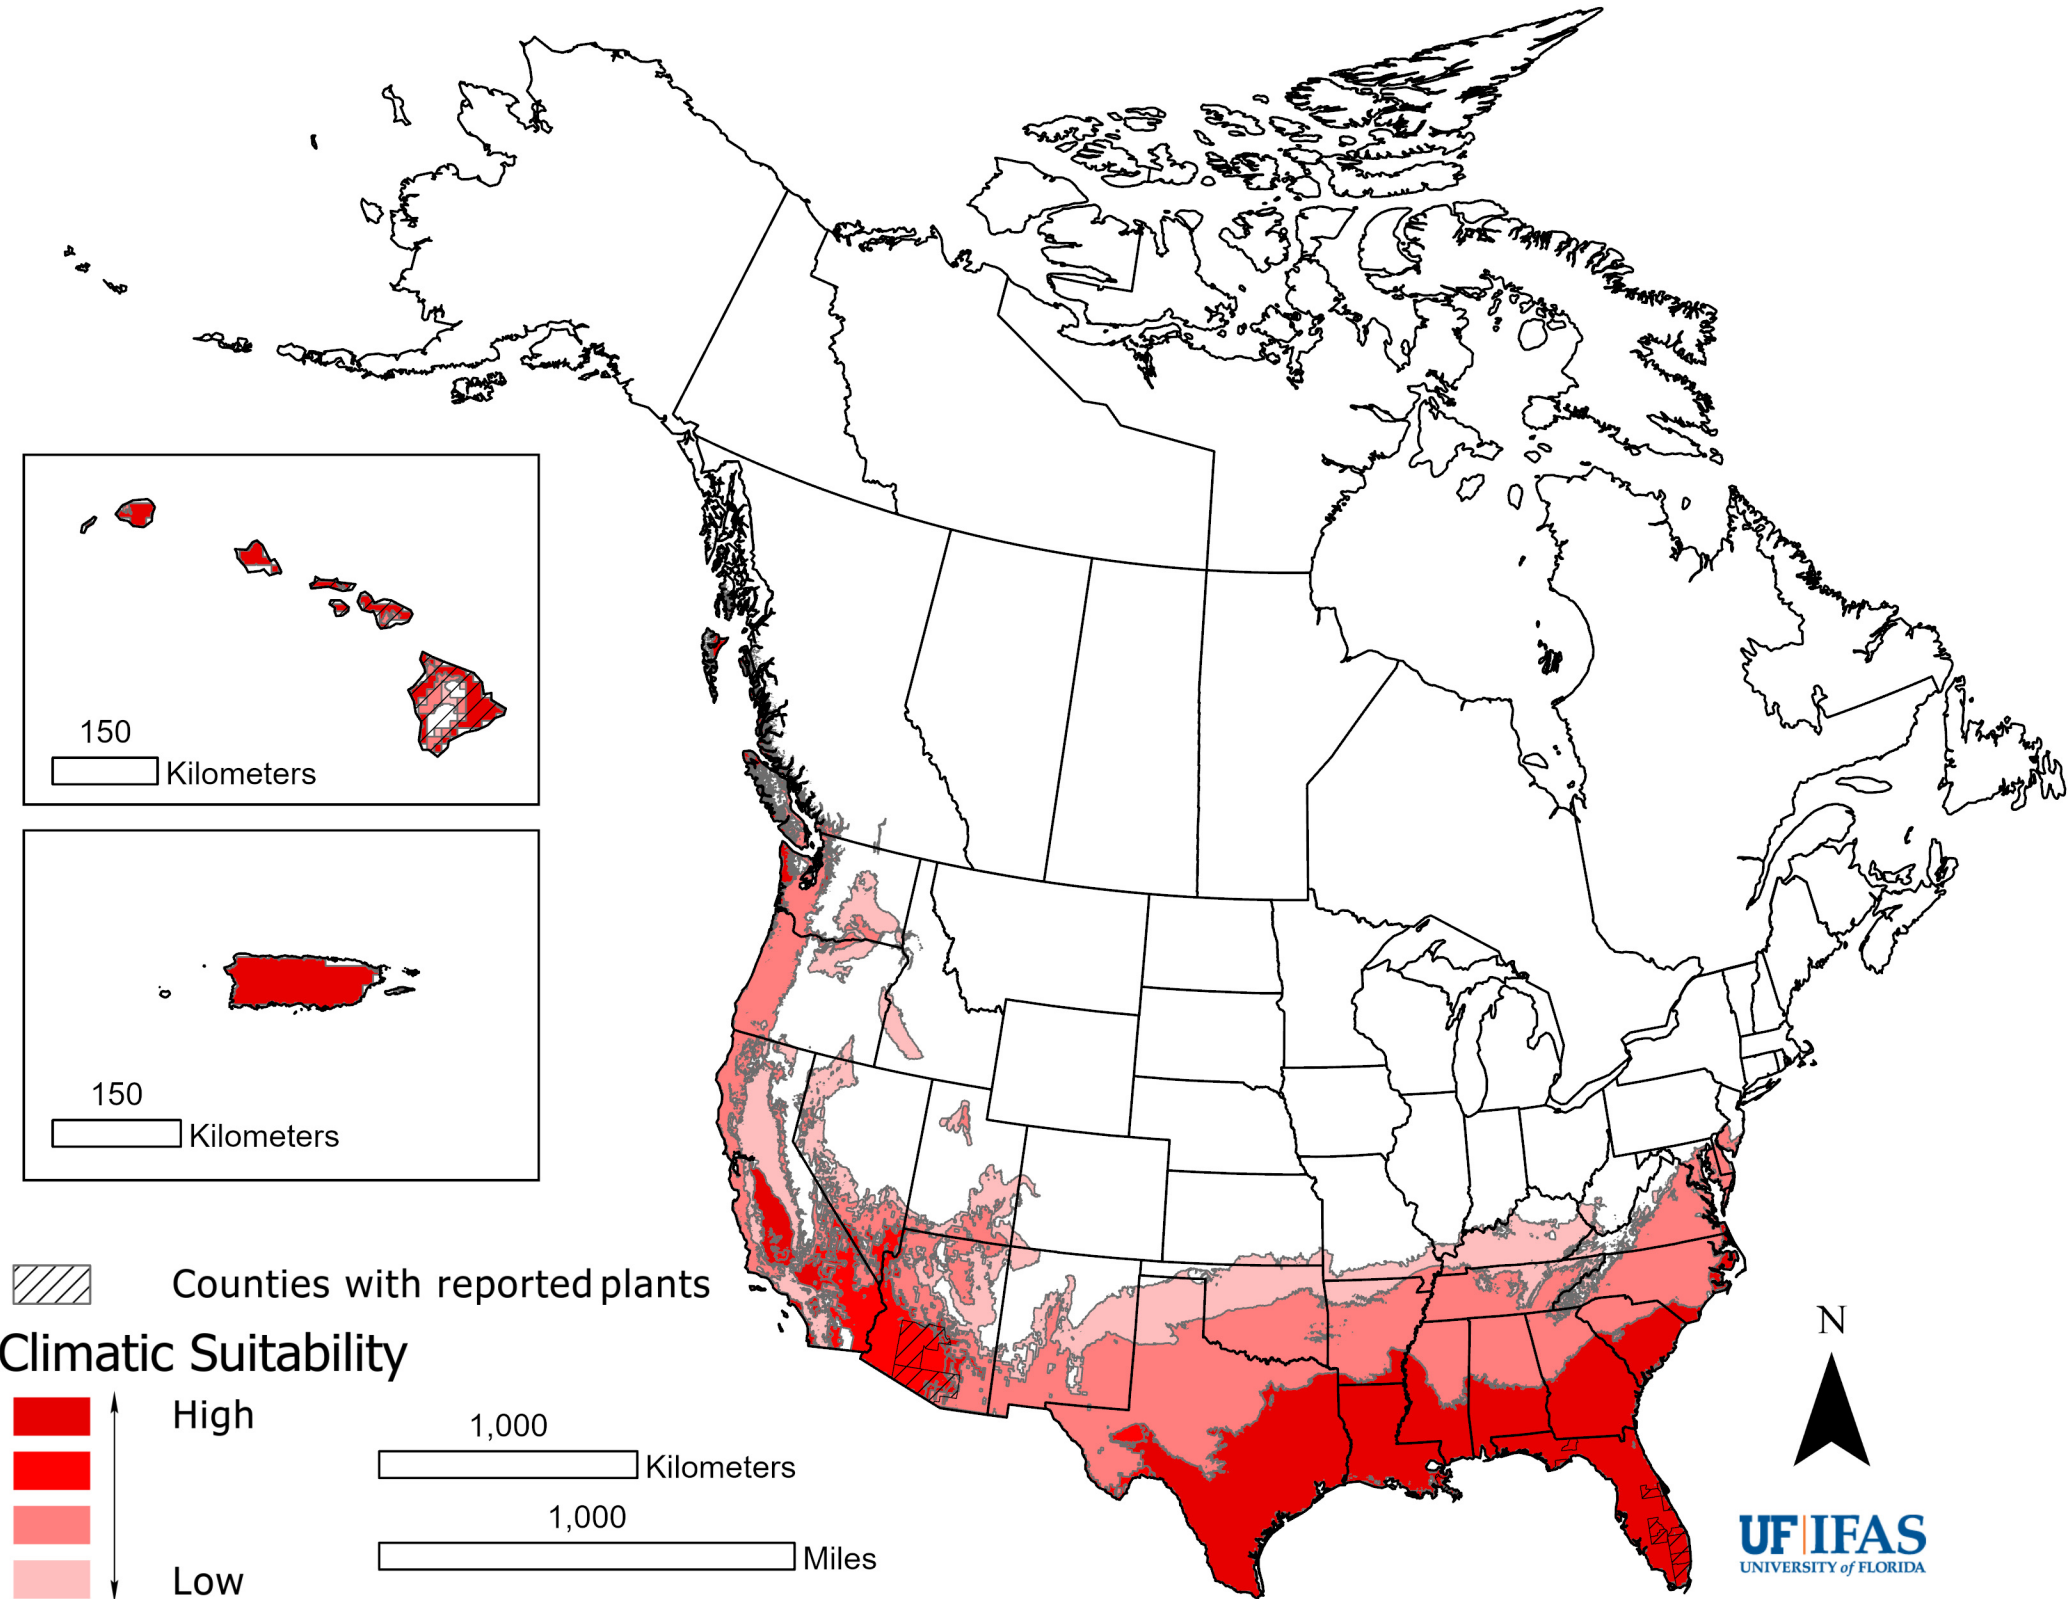 150
Kilometers
150
Kilometers
Counties with reported plants
Climatic Suitability
High
Low
1,000
Kilometers
1,000
Miles
N
UF|IFAS
UNIVERSITY of FLORIDA